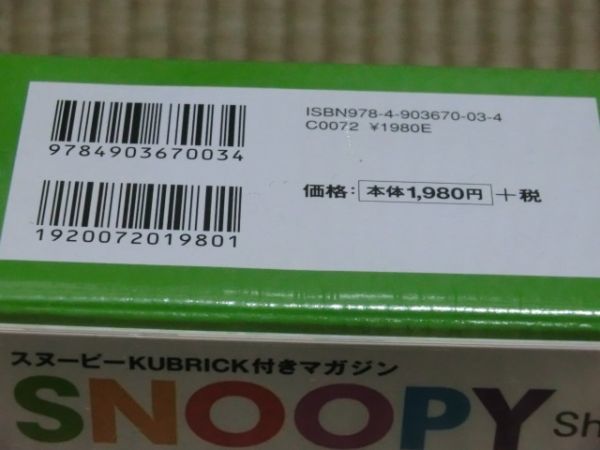 ISBN978-4-903670-03-4
C0072 ¥1980E
9784903670034
価格: 本体1,980円 +税
1920072019801
スヌーピーKUBRICK付きマガジン
SNOOPY Sh